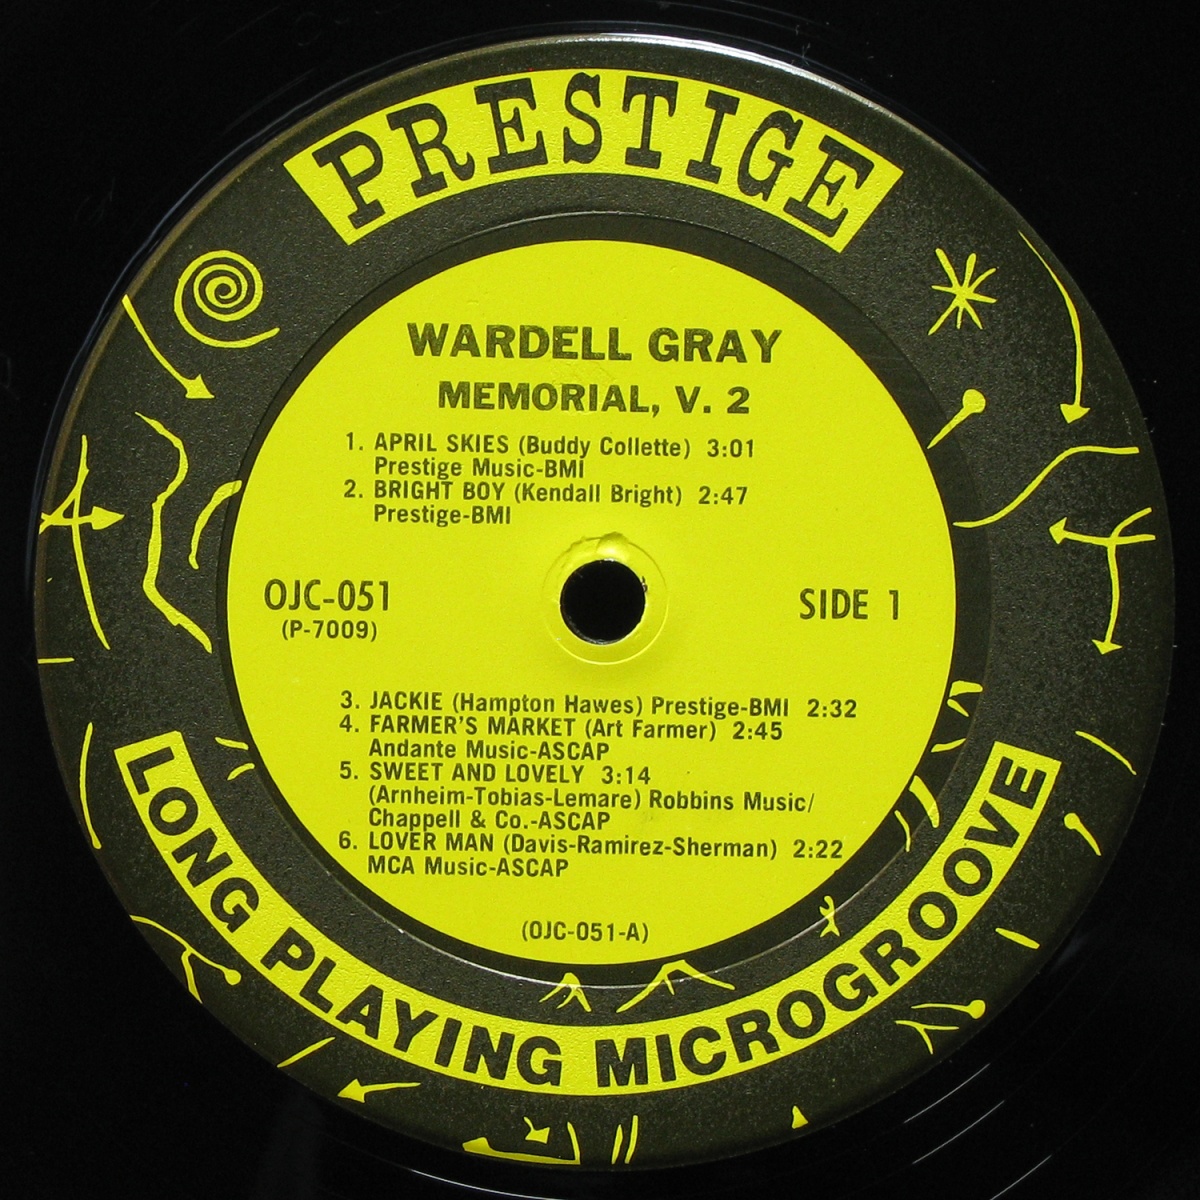 PRESTIGE
WARDELL GRAY
MEMORIAL, V. 2
1. APRIL SKIES (Buddy Collette) 3:01
Prestige Music-BMI
2. BRIGHT BOY (Kendall Bright) 2:47
Prestige-BMI
OJC-051
(P-7009)
SIDE 1
3. JACKIE (Hampton Hawes) Prestige-BMI 2:32
4. FARMER'S MARKET (Art Farmer) 2:45
Andante Music-ASCAP
5. SWEET AND LOVELY 3:14
(Arnheim-Tobias-Lemare) Robbins Music/
Chappell & Co.-ASCAP
6. LOVER MAN (Davis-Ramirez-Sherman) 2:22
MCA Music-ASCAP
(OJC-051-A)
LONG PLAYING MICROGROOVE